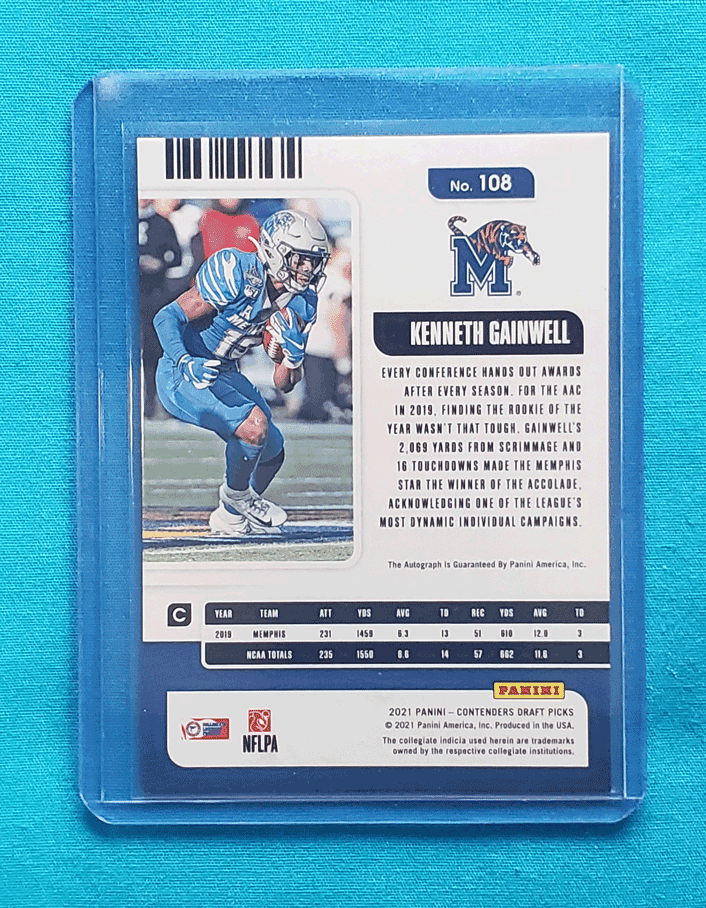 No. 108
M
KENNETH GAINWELL
EVERY CONFERENCE HANDS OUT AWARDS
AFTER EVERY SEASON. FOR THE AAC
IN 2019, FINDING THE ROOKIE OF THE
YEAR WASN'T THAT TOUGH. GAINWELL'S
2,069 YARDS FROM SCRIMMAGE AND
16 TOUCHDOWNS MADE THE MEMPHIS
STAR THE WINNER OF THE ACCOLADE,
ACKNOWLEDGING ONE OF THE LEAGUE'S
MOST DYNAMIC INDIVIDUAL CAMPAIGNS.
The Autograph Is Guaranteed By Panini America, Inc.
C YEAR TEAM ATT YDS AVG TD REC YDS AVG TD
2019 MEMPHIS 231 1459 6.3 13 51 610 12.0 3
NCAA TOTALS 235 1550 6.6 14 57 662 11.6 3
PANINI
2021 PANINI – CONTENDERS DRAFT PICKS
© 2021 Panini America, Inc. Produced in the USA.
The collegiate indicia used herein are trademarks
owned by the respective collegiate institutions.
NFLPA